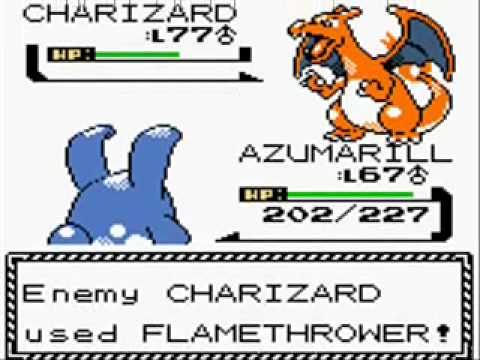 CHARIZARD
:L77♂
HP:
AZUMARILL
:L67♂
HP:
202/227
Enemy CHARIZARD
used FLAMETHROWER!